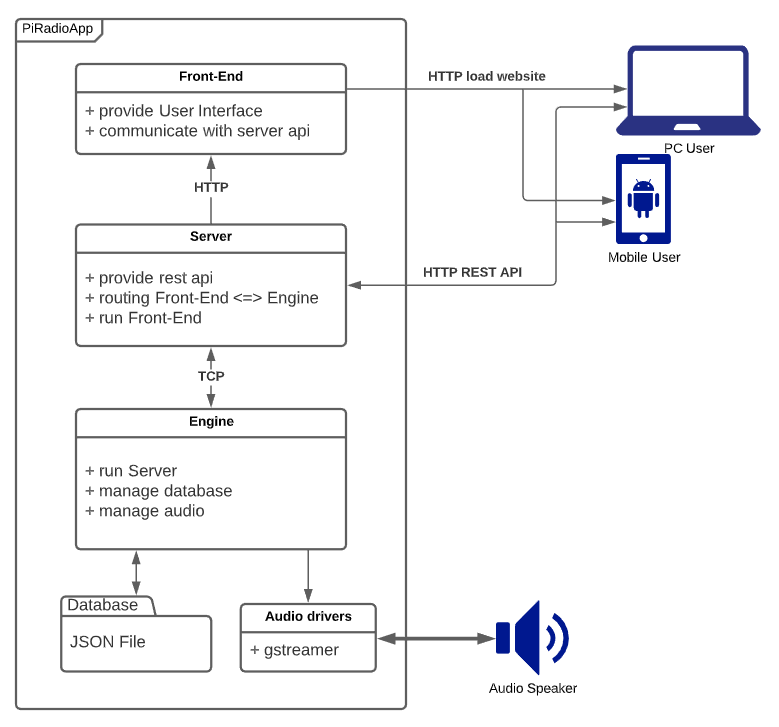 PiRadioApp
Front-End
+ provide User Interface
+ communicate with server api
HTTP load website
PC User
HTTP
Mobile User
Server
+ provide rest api
+ routing Front-End <=> Engine
+ run Front-End
HTTP REST API
TCP
Engine
+ run Server
+ manage database
+ manage audio
Database
JSON File
Audio drivers
+ gstreamer
Audio Speaker